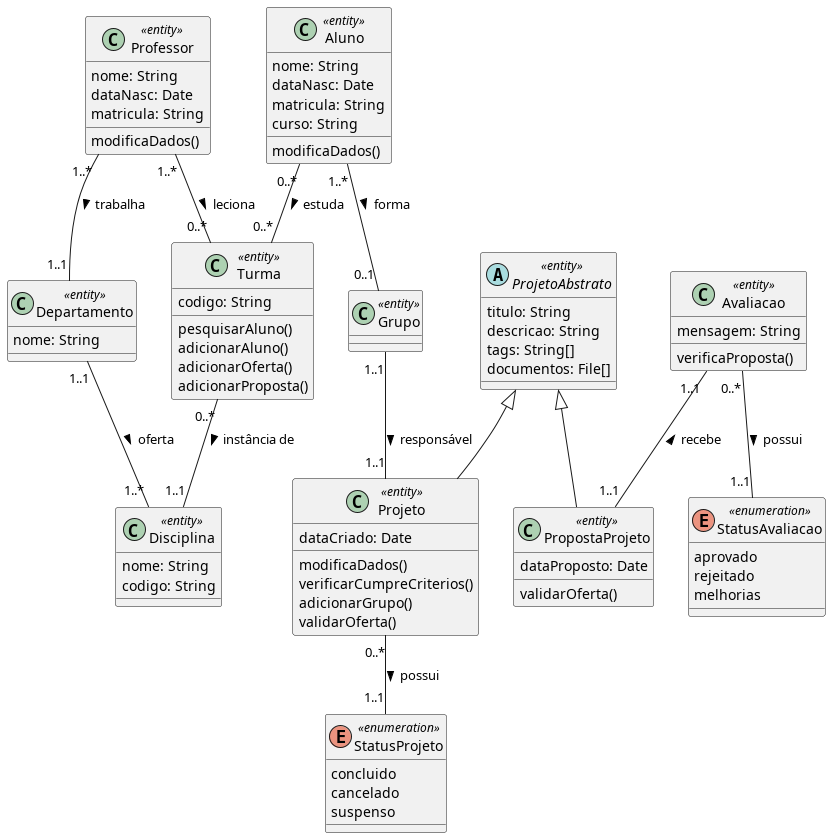 C «entity»
Professor
nome: String
dataNasc: Date
matricula: String
modificaDados()
C «entity»
Aluno
nome: String
dataNasc: Date
matricula: String
curso: String
modificaDados()
1..*
1..*
0..*
1..*
trabalha
leciona
estuda
forma
1..1
0..*
0..*
0..1
C «entity»
Departamento
nome: String
C «entity»
Turma
codigo: String
pesquisarAluno()
adicionarAluno()
adicionarOferta()
adicionarProposta()
C «entity»
Grupo
A «entity»
ProjetoAbstrato
titulo: String
descricao: String
tags: String[]
documentos: File[]
C «entity»
Avaliacao
mensagem: String
verificaProposta()
1..1
0..*
1..1
1..1
0..*
oferta
instância de
responsável
recebe
possui
1..*
1..1
1..1
1..1
1..1
C «entity»
Disciplina
nome: String
codigo: String
C «entity»
Projeto
dataCriado: Date
modificaDados()
verificarCumpreCriterios()
adicionarGrupo()
validarOferta()
C «entity»
PropostaProjeto
dataProposto: Date
validarOferta()
E «enumeration»
StatusAvaliacao
aprovado
rejeitado
melhorias
0..*
possui
1..1
E «enumeration»
StatusProjeto
concluido
cancelado
suspenso